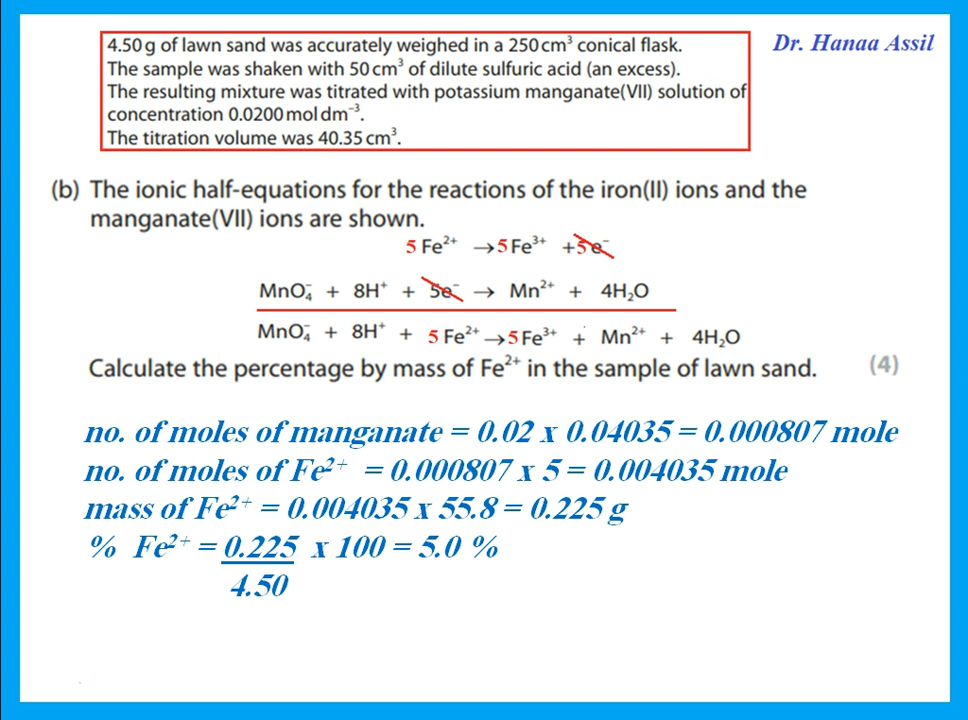 4.50 g of lawn sand was accurately weighed in a 250 cm³ conical flask.
Dr. Hanaa Assil
The sample was shaken with 50 cm³ of dilute sulfuric acid (an excess).
The resulting mixture was titrated with potassium manganate(VII) solution of
concentration 0.0200 mol dm⁻³.
The titration volume was 40.35 cm³.
(b) The ionic half-equations for the reactions of the iron(II) ions and the
manganate(VII) ions are shown.
5 Fe²⁺ → 5 Fe³⁺ + 5 e⁻
MnO₄⁻ + 8H⁺ + 5e⁻ → Mn²⁺ + 4H₂O
MnO₄⁻ + 8H⁺ + 5 Fe²⁺ → 5 Fe³⁺ + Mn²⁺ + 4H₂O
Calculate the percentage by mass of Fe²⁺ in the sample of lawn sand. (4)
no. of moles of manganate = 0.02 x 0.04035 = 0.000807 mole
no. of moles of Fe²⁺ = 0.000807 x 5 = 0.004035 mole
mass of Fe²⁺ = 0.004035 x 55.8 = 0.225 g
% Fe²⁺ = 0.225 x 100 = 5.0 %
4.50